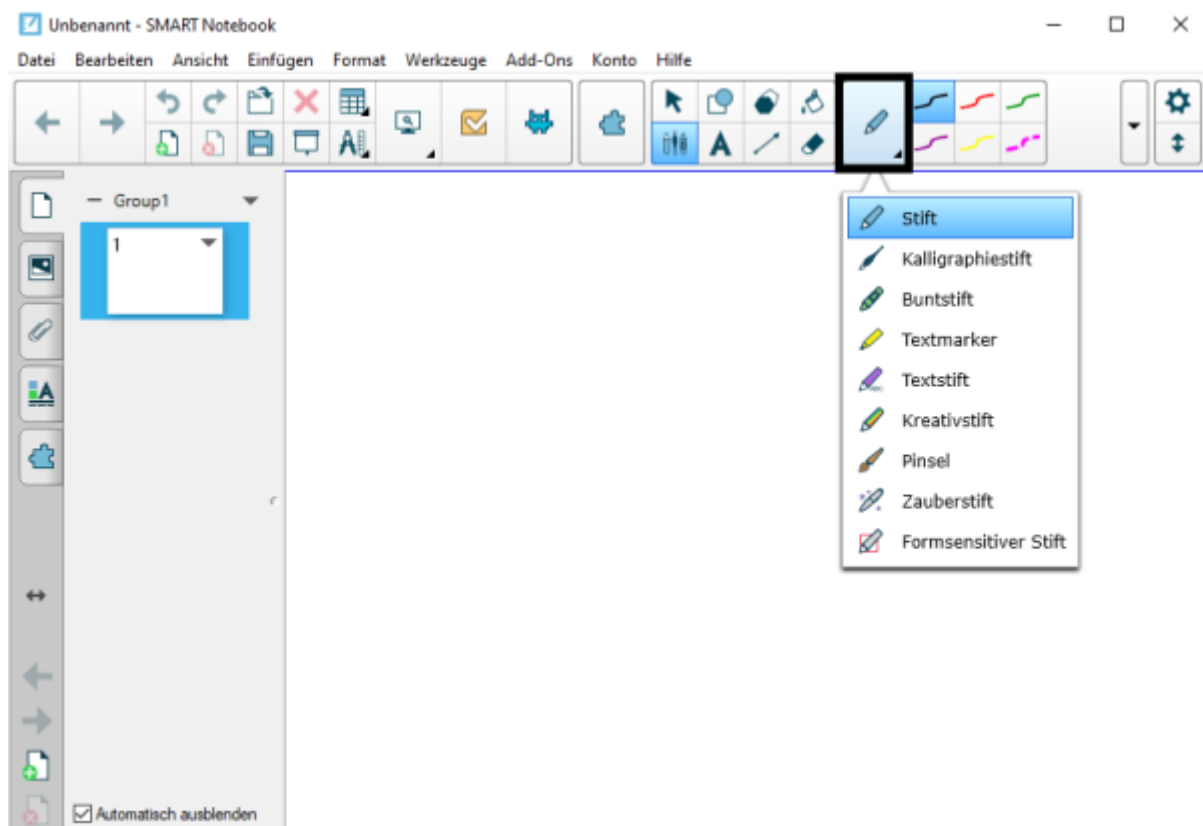 Unbenannt - SMART Notebook
Datei Bearbeiten Ansicht Einfügen Format Werkzeuge Add-Ons Konto Hilfe
Group1
1
Stift
Kalligraphiestift
Buntstift
Textmarker
Textstift
Kreativstift
Pinsel
Zauberstift
Formsensitiver Stift
Automatisch ausblenden